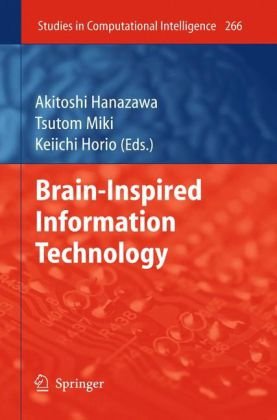 Studies in Computational Intelligence 266
Akitoshi Hanazawa
Tsutom Miki
Keiichi Horio (Eds.)
Brain-Inspired
Information
Technology
Springer